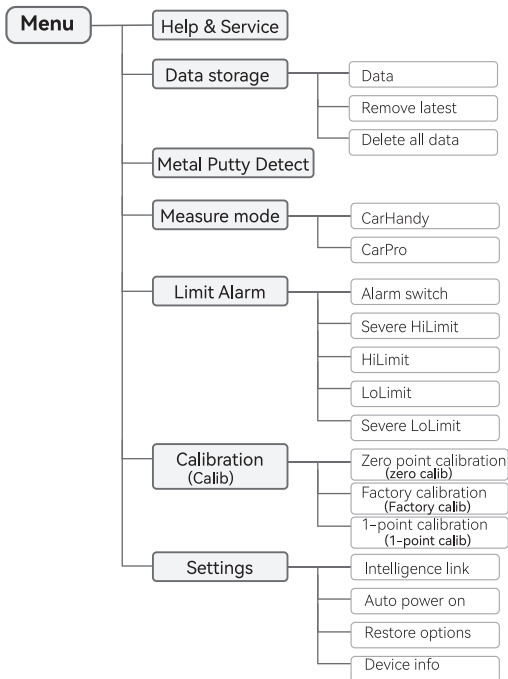 Menu
Help & Service
Data storage
Data
Remove latest
Delete all data
Metal Putty Detect
Measure mode
CarHandy
CarPro
Limit Alarm
Alarm switch
Severe HiLimit
HiLimit
LoLimit
Severe LoLimit
Calibration
(Calib)
Zero point calibration
(zero calib)
Factory calibration
(Factory calib)
1-point calibration
(1-point calib)
Settings
Intelligence link
Auto power on
Restore options
Device info